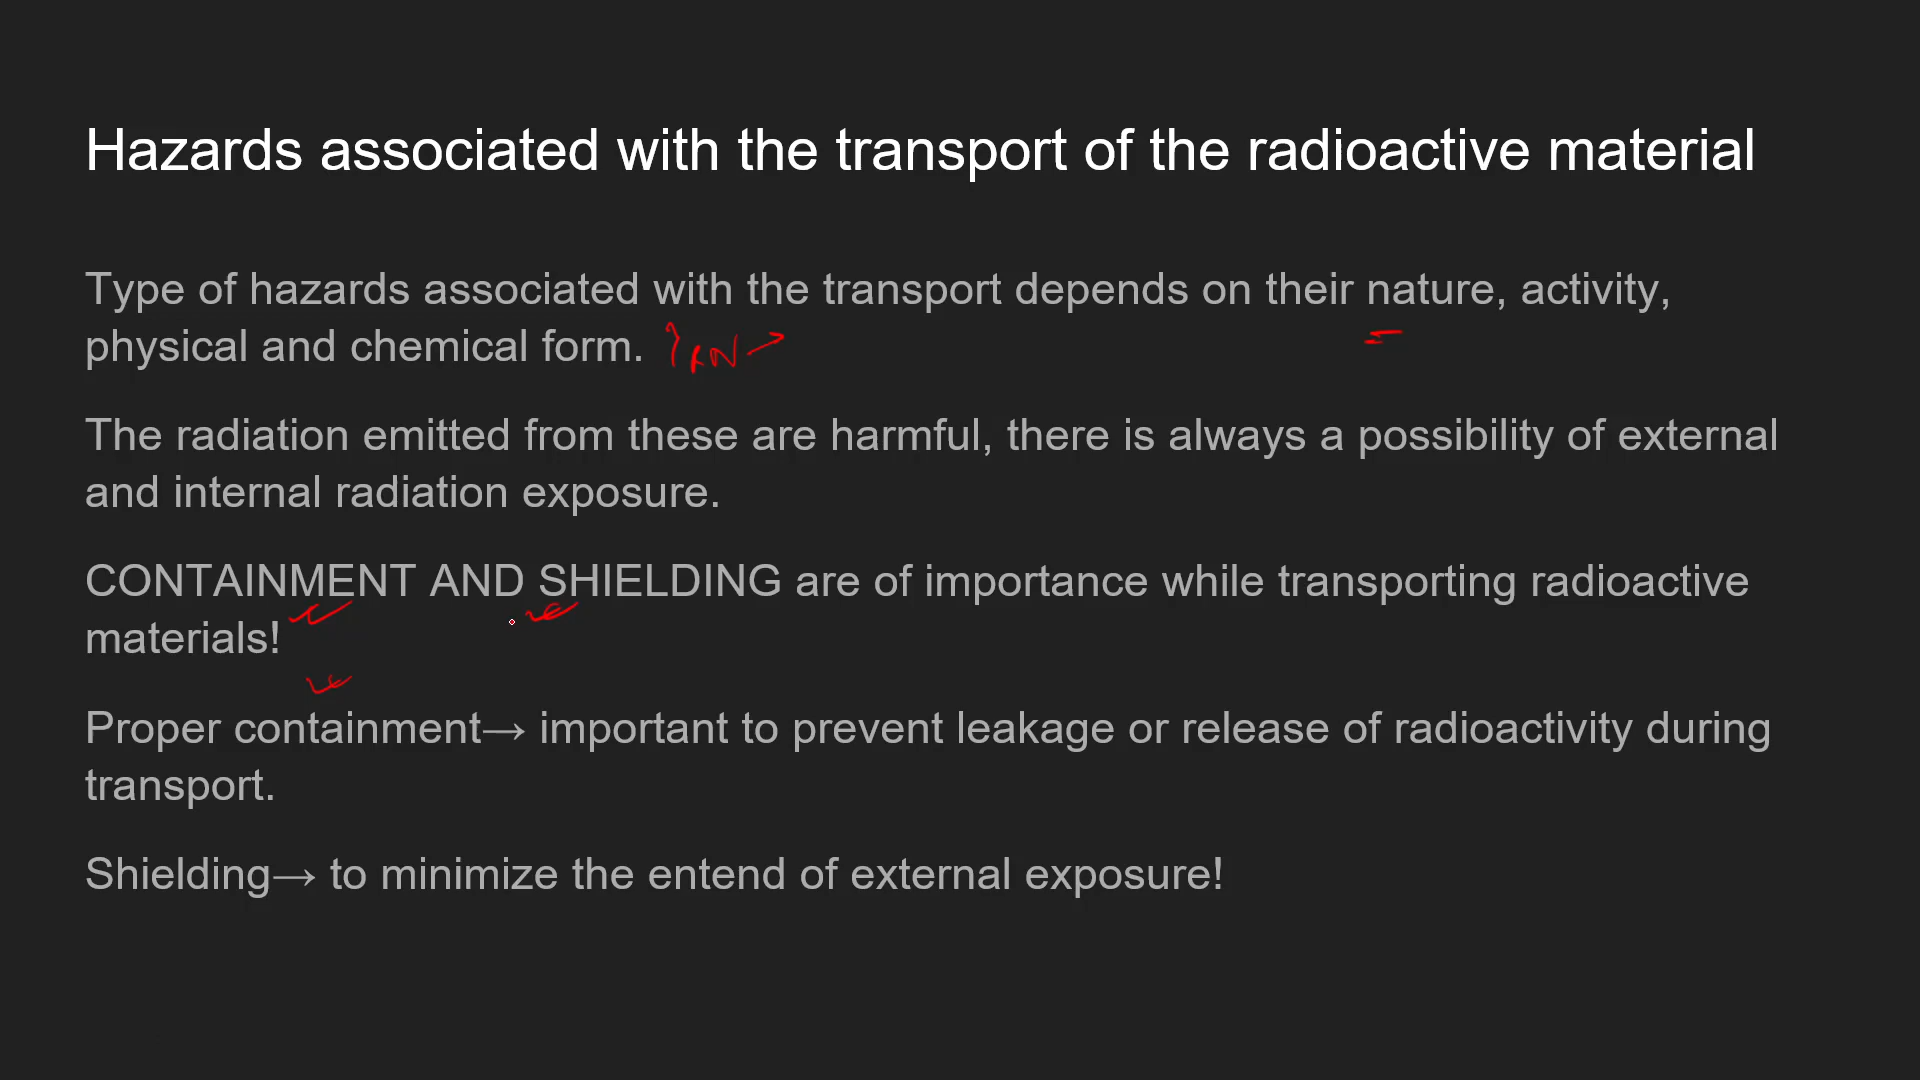 Hazards associated with the transport of the radioactive material
Type of hazards associated with the transport depends on their nature, activity,
physical and chemical form.
The radiation emitted from these are harmful, there is always a possibility of external
and internal radiation exposure.
CONTAINMENT AND SHIELDING are of importance while transporting radioactive
materials!
Proper containment→ important to prevent leakage or release of radioactivity during
transport.
Shielding→ to minimize the entend of external exposure!